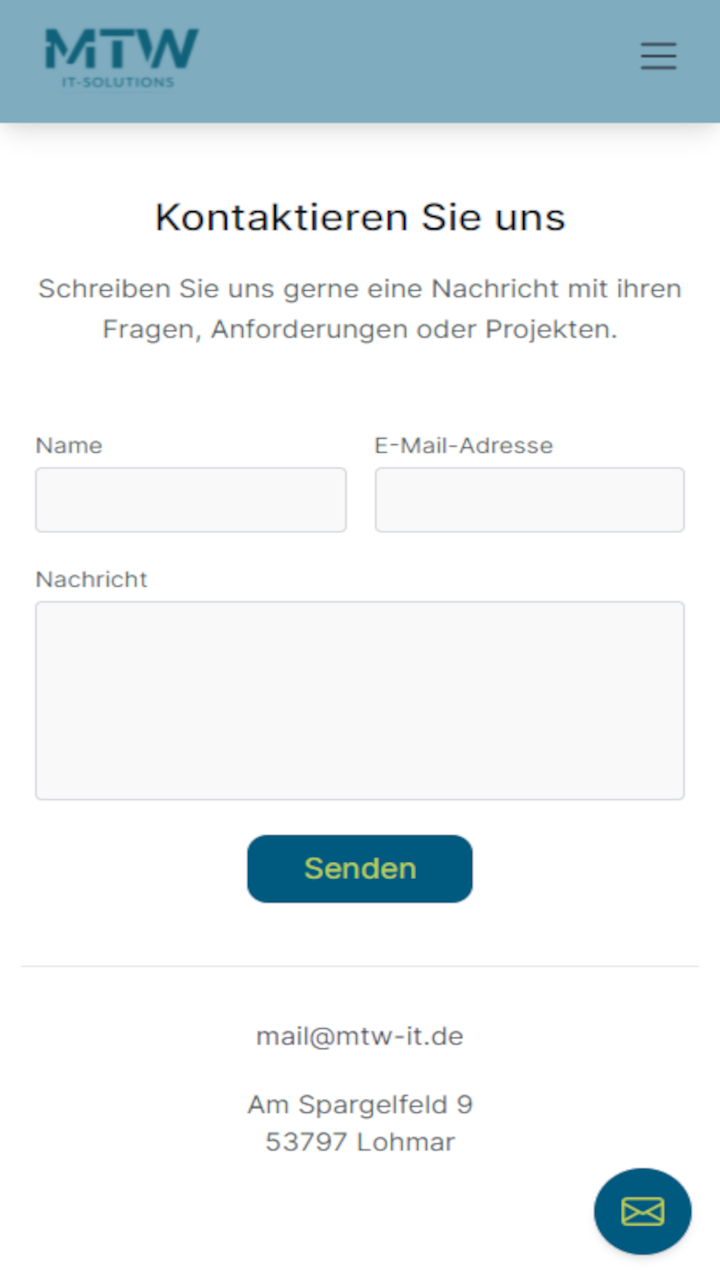 MTW
IT-SOLUTIONS
Kontaktieren Sie uns
Schreiben Sie uns gerne eine Nachricht mit ihren
Fragen, Anforderungen oder Projekten.
Name
E-Mail-Adresse
Nachricht
Senden
mail@mtw-it.de
Am Spargelfeld 9
53797 Lohmar